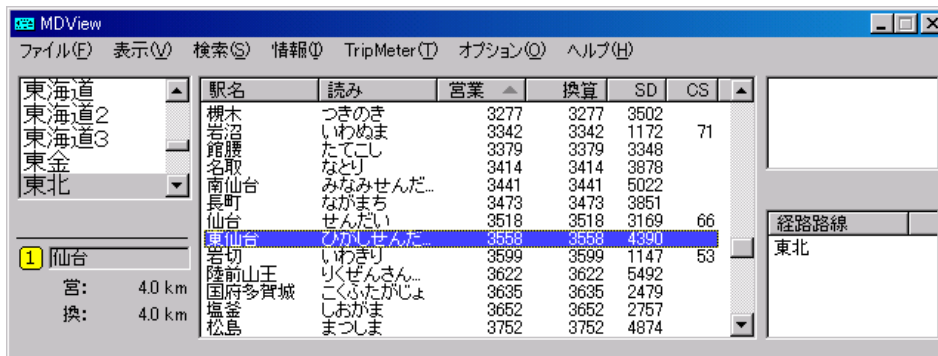 MDView
ファイル(F) 表示(V) 検索(S) 情報(I) TripMeter(T) オプション(O) ヘルプ(H)
東海道
東海道2
東海道3
東金
東北
1 仙台
営: 4.0 km
換: 4.0 km
駅名 読み 営業 換算 SD CS
槻木 つきのき 3277 3277 3502
岩沼 いわぬま 3342 3342 1172 71
館腰 たてこし 3379 3379 3348
名取 なとり 3414 3414 3878
南仙台 みなみせんだ... 3441 3441 5022
長町 ながまち 3473 3473 3851
仙台 せんだい 3518 3518 3169 66
東仙台 ひがしせんだ... 3558 3558 4390
岩切 いわぎり 3599 3599 1147 53
陸前山王 りくぜんさん... 3622 3622 5492
国府多賀城 こくふたがじょ 3635 3635 2479
塩釜 しおがま 3652 3652 2757
松島 まつしま 3752 3752 4874
経路路線
東北